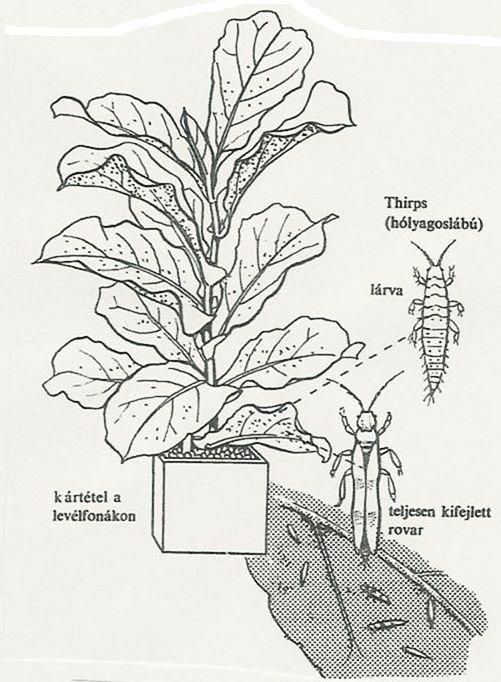 Thirps
(hólyagoslábú)
lárva
kártétel a
levélfonákon
teljesen kifejlett
rovar